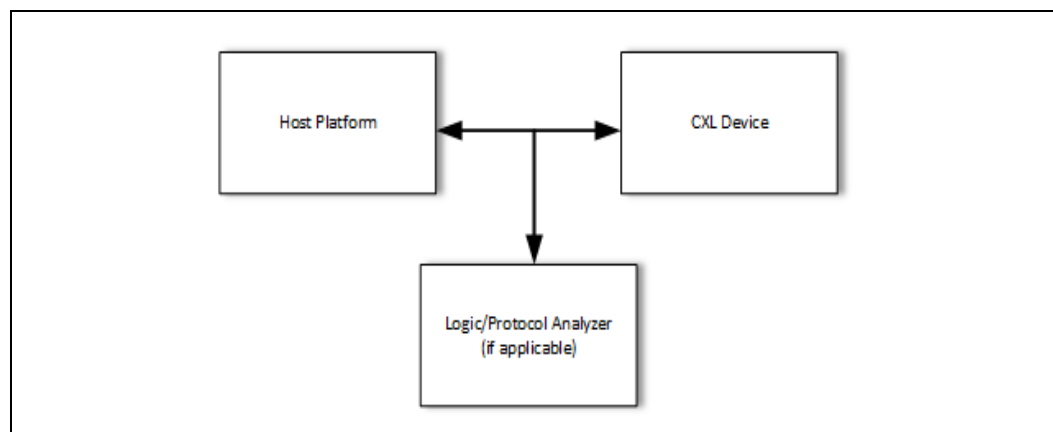 Host Platform
CXL Device
Logic/Protocol Analyzer
(if applicable)